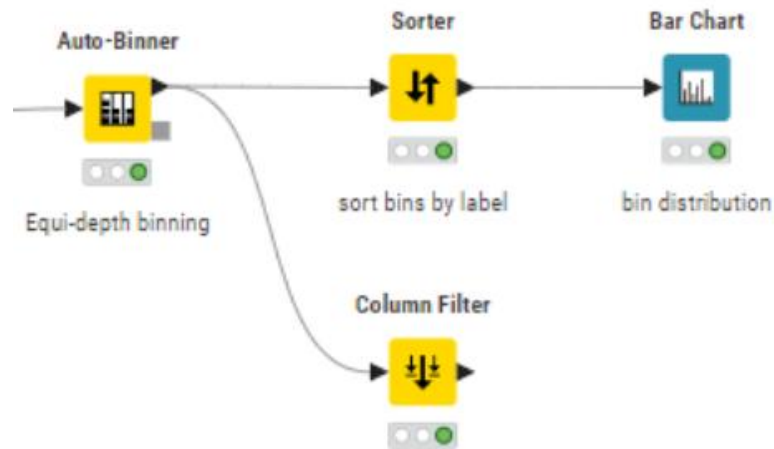 Auto-Binner
Sorter
Bar Chart
Equi-depth binning
sort bins by label
bin distribution
Column Filter